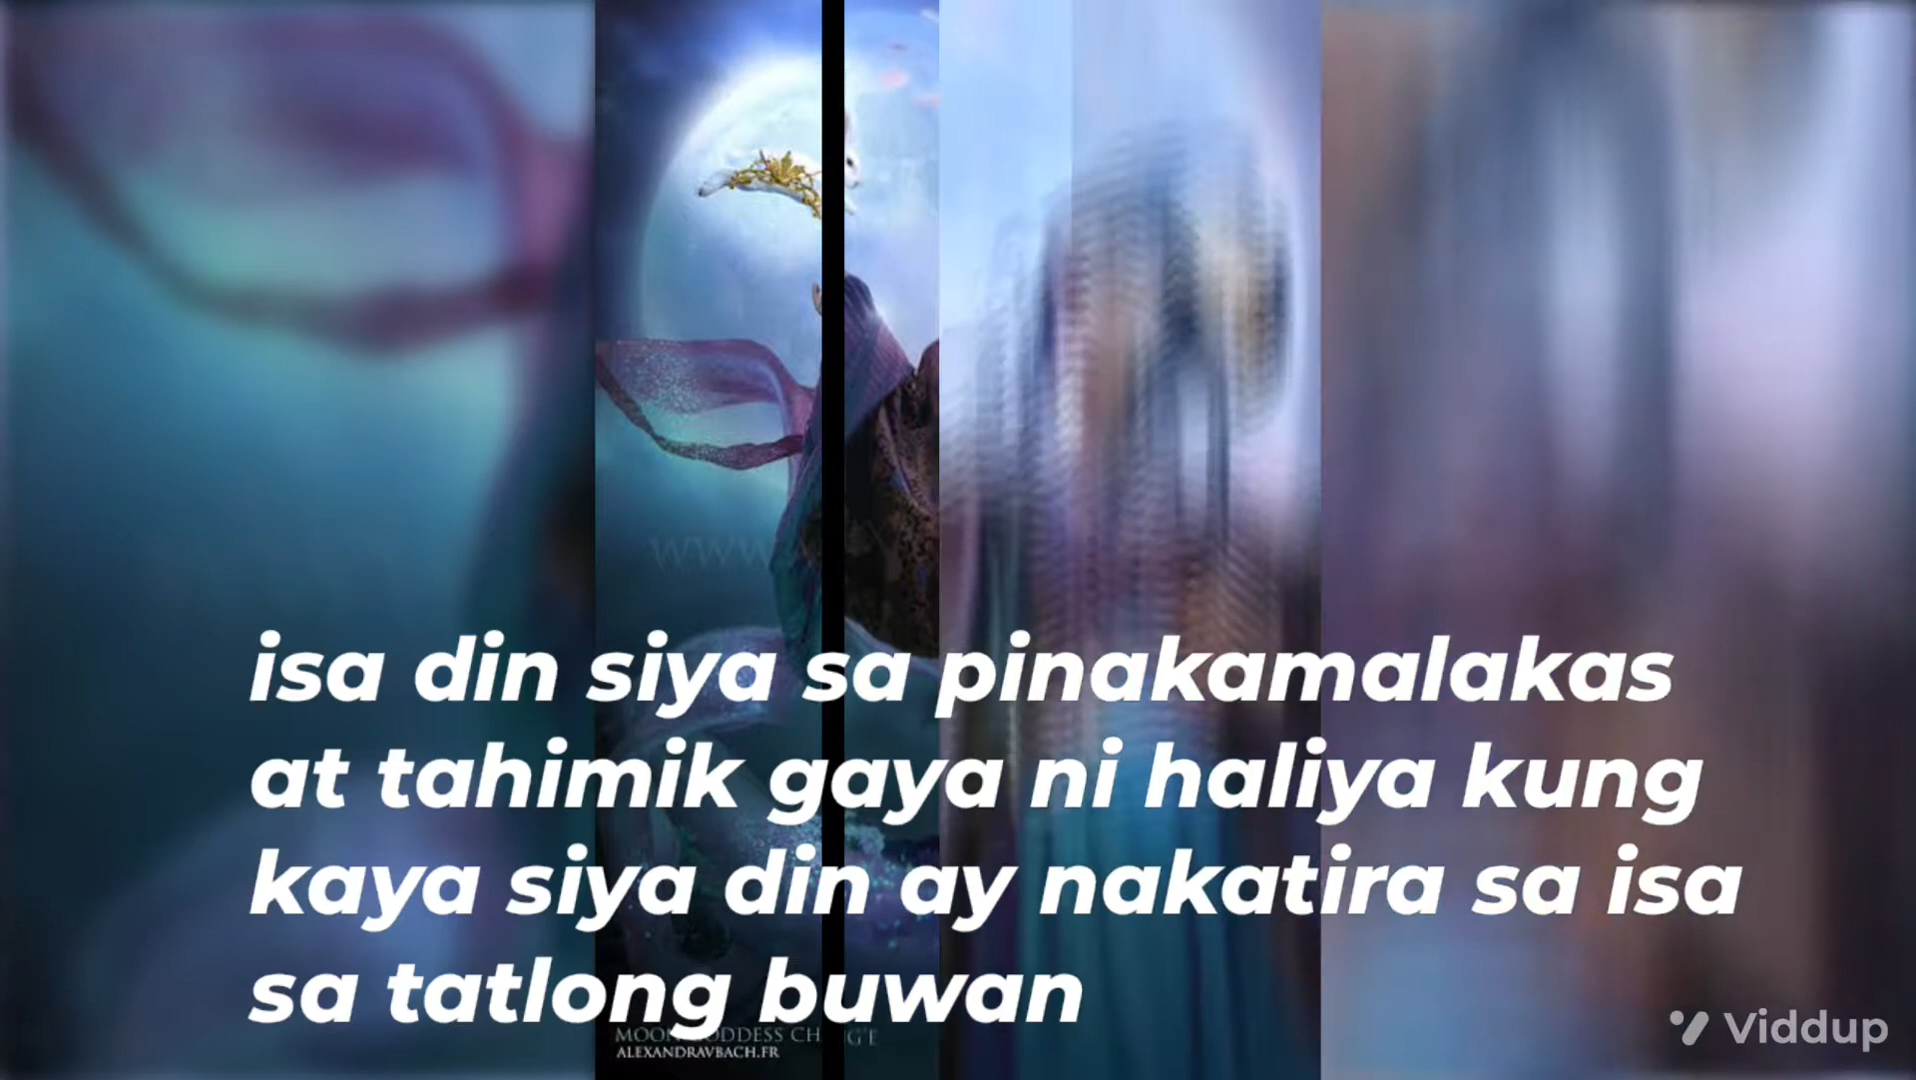 isa din siya sa pinakamalakas
at tahimik gaya ni haliya kung
kaya siya din ay nakatira sa isa
sa tatlong buwan
ALEXANDRAVBACH.FR
Viddup